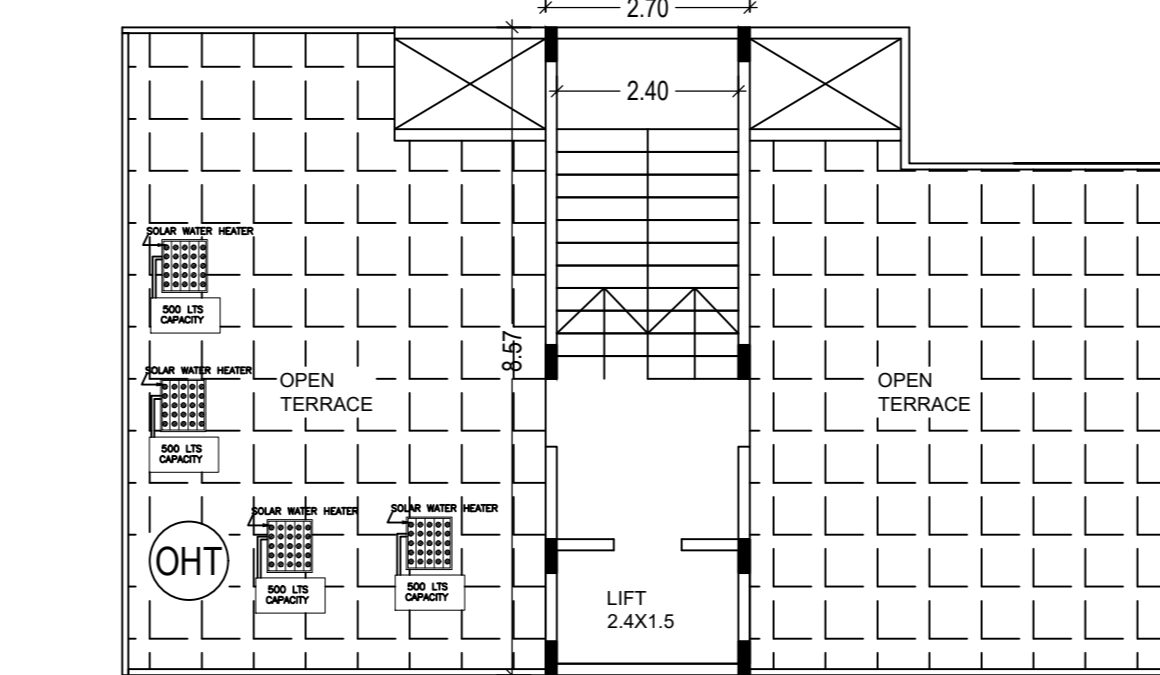 2.70
2.40
SOLAR WATER HEATER
500 LTS
CAPACITY
8.57
SOLAR WATER HEATER
500 LTS
CAPACITY
OPEN
TERRACE
OPEN
TERRACE
OHT
SOLAR WATER HEATER
500 LTS
CAPACITY
SOLAR WATER HEATER
500 LTS
CAPACITY
LIFT
2.4X1.5